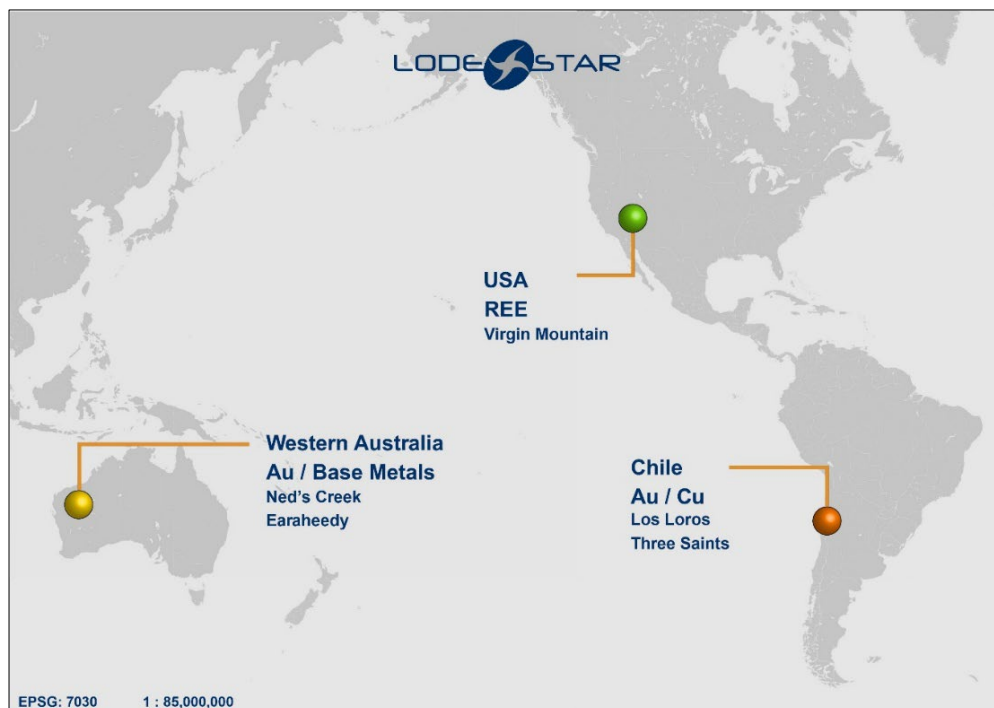 LODESTAR
USA
REE
Virgin Mountain
Western Australia
Au / Base Metals
Ned's Creek
Earaheedy
Chile
Au / Cu
Los Loros
Three Saints
EPSG: 7030 1 : 85,000,000